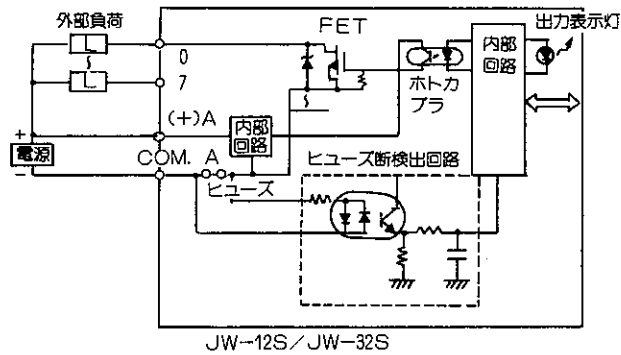 外部負荷
FET
出力表示灯
0
7
内部
回路
ホトカ
プラ
(+)A
内部
回路
+
電源
-
COM. A
ヒューズ
ヒューズ断検出回路
JW-12S/JW-32S